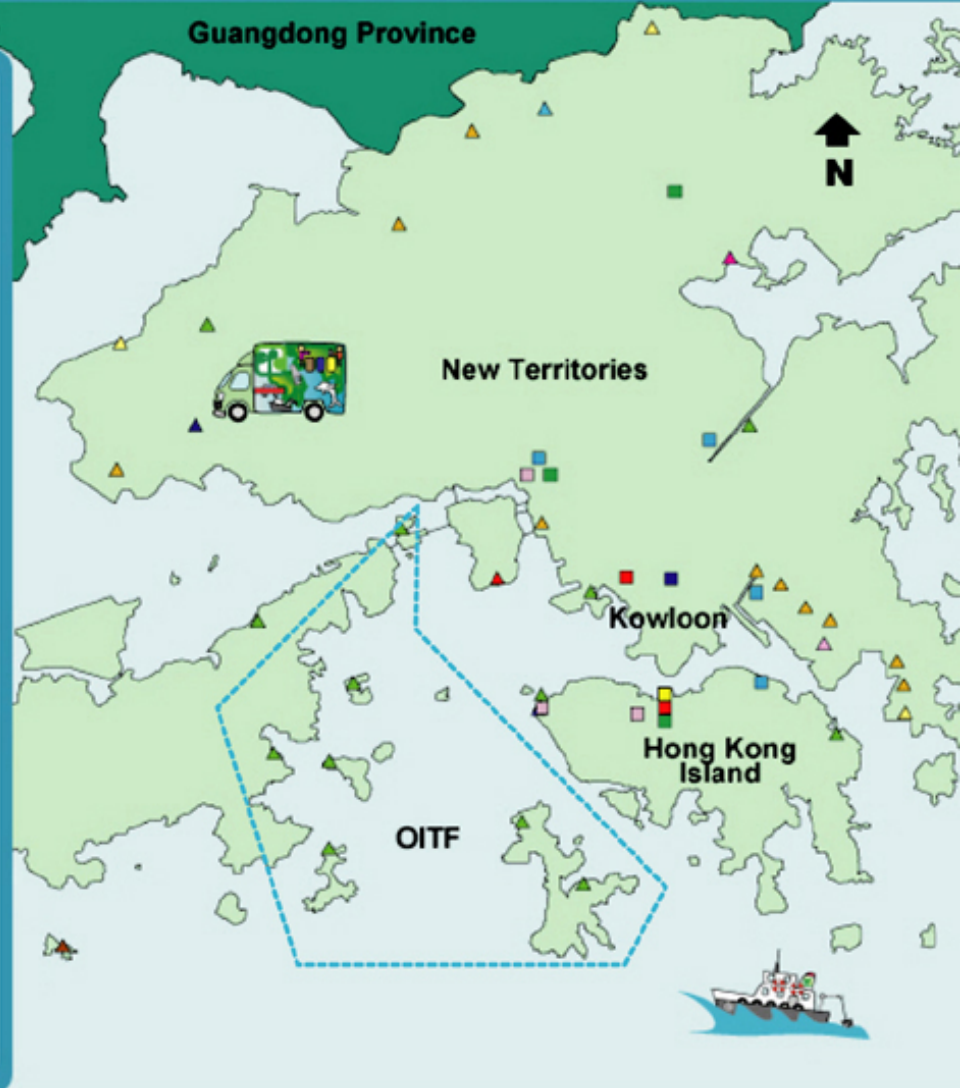 Guangdong Province
N
New Territories
Kowloon
Hong Kong
Island
OITF